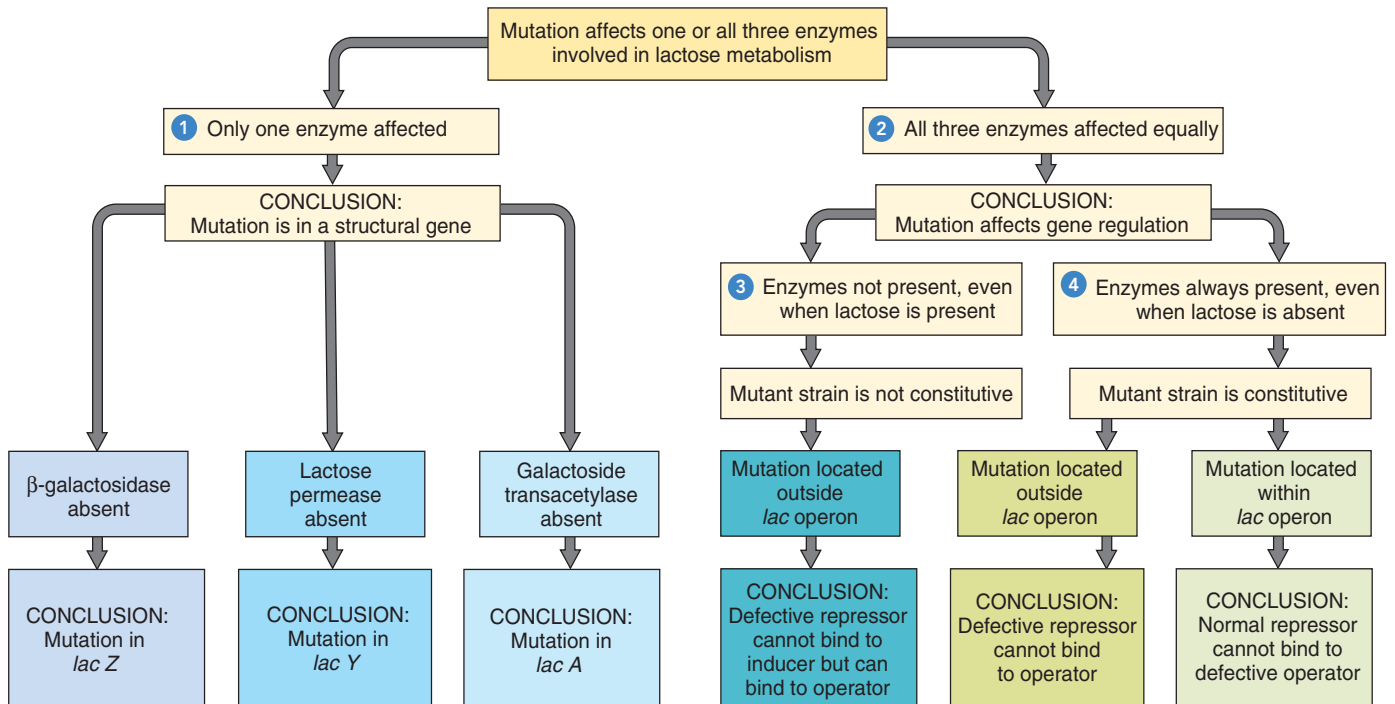 Mutation affects one or all three enzymes
involved in lactose metabolism
1 Only one enzyme affected
2 All three enzymes affected equally
CONCLUSION:
Mutation is in a structural gene
CONCLUSION:
Mutation affects gene regulation
3 Enzymes not present, even
when lactose is present
4 Enzymes always present, even
when lactose is absent
Mutant strain is not constitutive
Mutant strain is constitutive
β-galactosidase
absent
Lactose
permease
absent
Galactoside
transacetylase
absent
Mutation located
outside
lac operon
Mutation located
outside
lac operon
Mutation located
within
lac operon
CONCLUSION:
Mutation in
lac Z
CONCLUSION:
Mutation in
lac Y
CONCLUSION:
Mutation in
lac A
CONCLUSION:
Defective repressor
cannot bind to
inducer but can
bind to operator
CONCLUSION:
Defective repressor
cannot bind
to operator
CONCLUSION:
Normal repressor
cannot bind to
defective operator